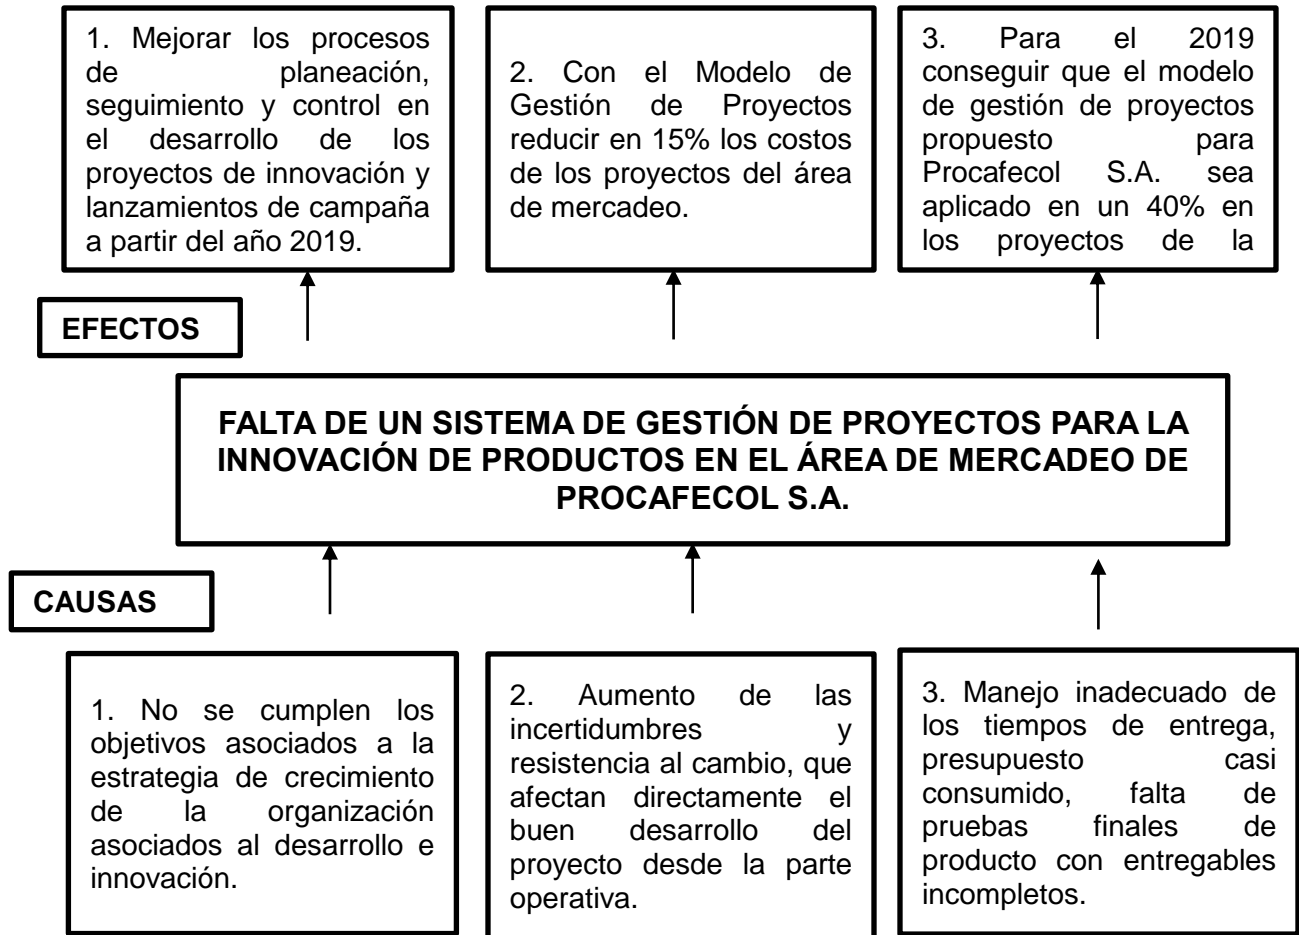 1. Mejorar los procesos
de planeación,
seguimiento y control en
el desarrollo de los
proyectos de innovación y
lanzamientos de campaña
a partir del año 2019.
2. Con el Modelo de
Gestión de Proyectos
reducir en 15% los costos
de los proyectos del área
de mercadeo.
3. Para el 2019
conseguir que el modelo
de gestión de proyectos
propuesto para
Procafecol S.A. sea
aplicado en un 40% en
los proyectos de la
EFECTOS
FALTA DE UN SISTEMA DE GESTIÓN DE PROYECTOS PARA LA
INNOVACIÓN DE PRODUCTOS EN EL ÁREA DE MERCADEO DE
PROCAFECOL S.A.
CAUSAS
1. No se cumplen los
objetivos asociados a la
estrategia de crecimiento
de la organización
asociados al desarrollo e
innovación.
2. Aumento de las
incertidumbres y
resistencia al cambio, que
afectan directamente el
buen desarrollo del
proyecto desde la parte
operativa.
3. Manejo inadecuado de
los tiempos de entrega,
presupuesto casi
consumido, falta de
pruebas finales de
producto con entregables
incompletos.